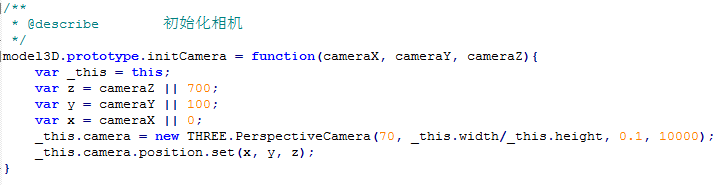 /**
 * @describe 初始化相机
 */
model3D.prototype.initCamera = function(cameraX, cameraY, cameraZ){
    var _this = this;
    var z = cameraZ || 700;
    var y = cameraY || 100;
    var x = cameraX || 0;
    _this.camera = new THREE.PerspectiveCamera(70, _this.width/_this.height, 0.1, 10000);
    _this.camera.position.set(x, y, z);
}